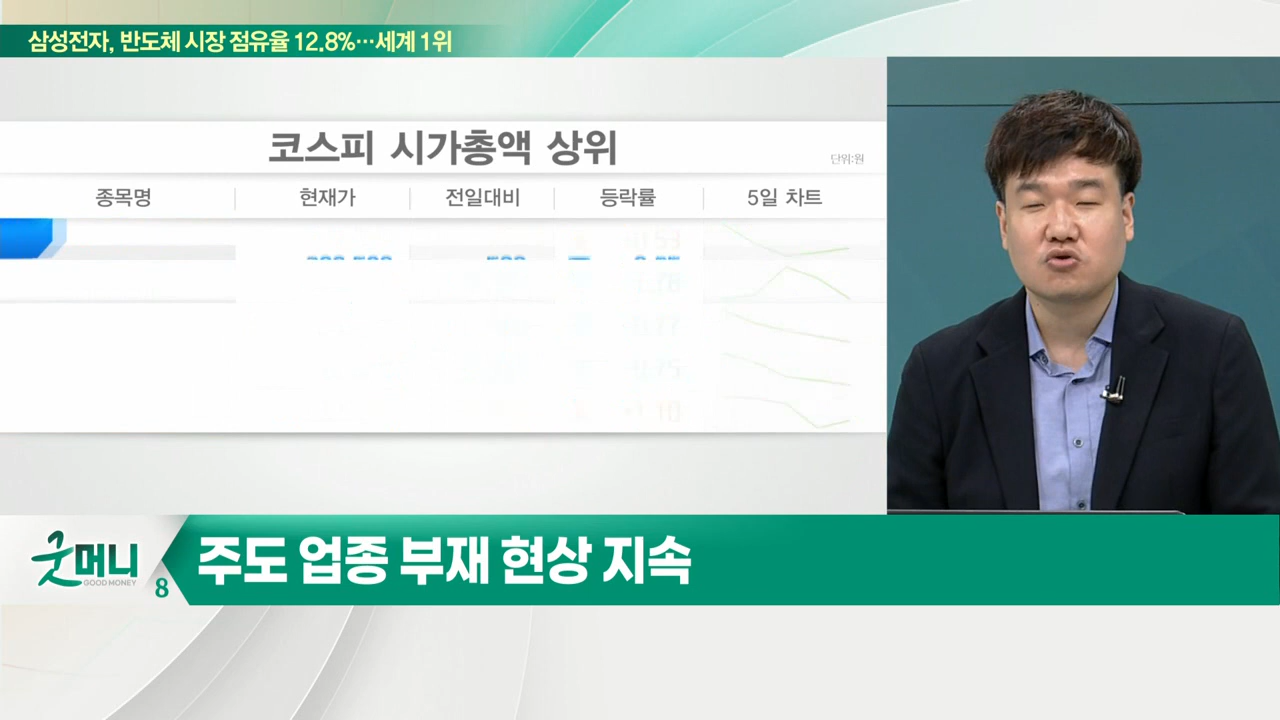 삼성전자, 반도체 시장 점유율 12.8%…세계 1위
코스피 시가총액 상위
단위:원
종목명 현재가 전일대비 등락률 5일 차트
굿머니
GOOD MONEY
8
주도 업종 부재 현상 지속